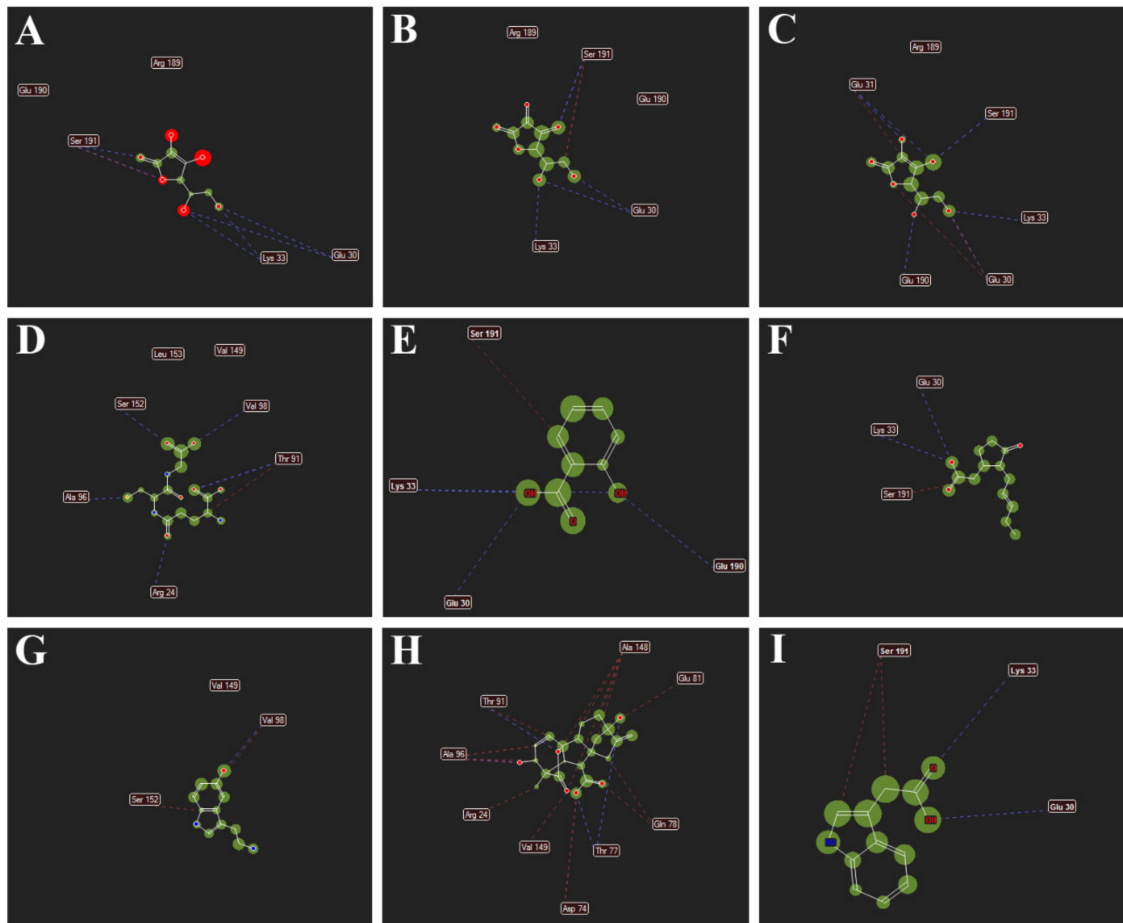 A
Arg 189
Glu 190
Ser 191
Lys 33
Glu 30
B
Arg 189
Ser 191
Glu 190
Glu 30
Lys 33
C
Arg 189
Glu 31
Ser 191
Lys 33
Glu 190
Glu 30
D
Leu 153
Val 149
Ser 152
Val 98
Thr 91
Ala 96
Arg 24
E
Ser 191
Lys 33
OH
OH
O
Glu 190
Glu 30
F
Glu 30
Lys 33
Ser 191
G
Val 149
Val 98
Ser 152
H
Ala 148
Glu 81
Thr 91
Ala 96
Arg 24
Gln 78
Val 149
Thr 77
Asp 74
I
Ser 191
Lys 33
O
Glu 30
OH